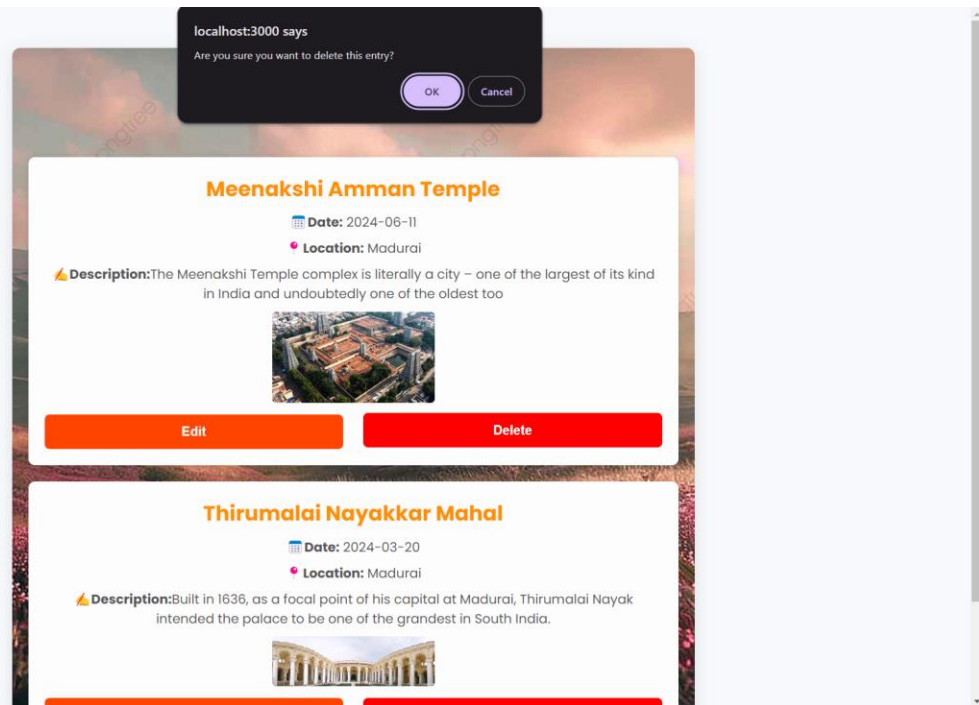 localhost:3000 says
Are you sure you want to delete this entry?
OK
Cancel
Meenakshi Amman Temple
Date: 2024-06-11
Location: Madurai
Description:The Meenakshi Temple complex is literally a city – one of the largest of its kind
in India and undoubtedly one of the oldest too
Edit
Delete
Thirumalai Nayakkar Mahal
Date: 2024-03-20
Location: Madurai
Description:Built in 1636, as a focal point of his capital at Madurai, Thirumalai Nayak
intended the palace to be one of the grandest in South India.